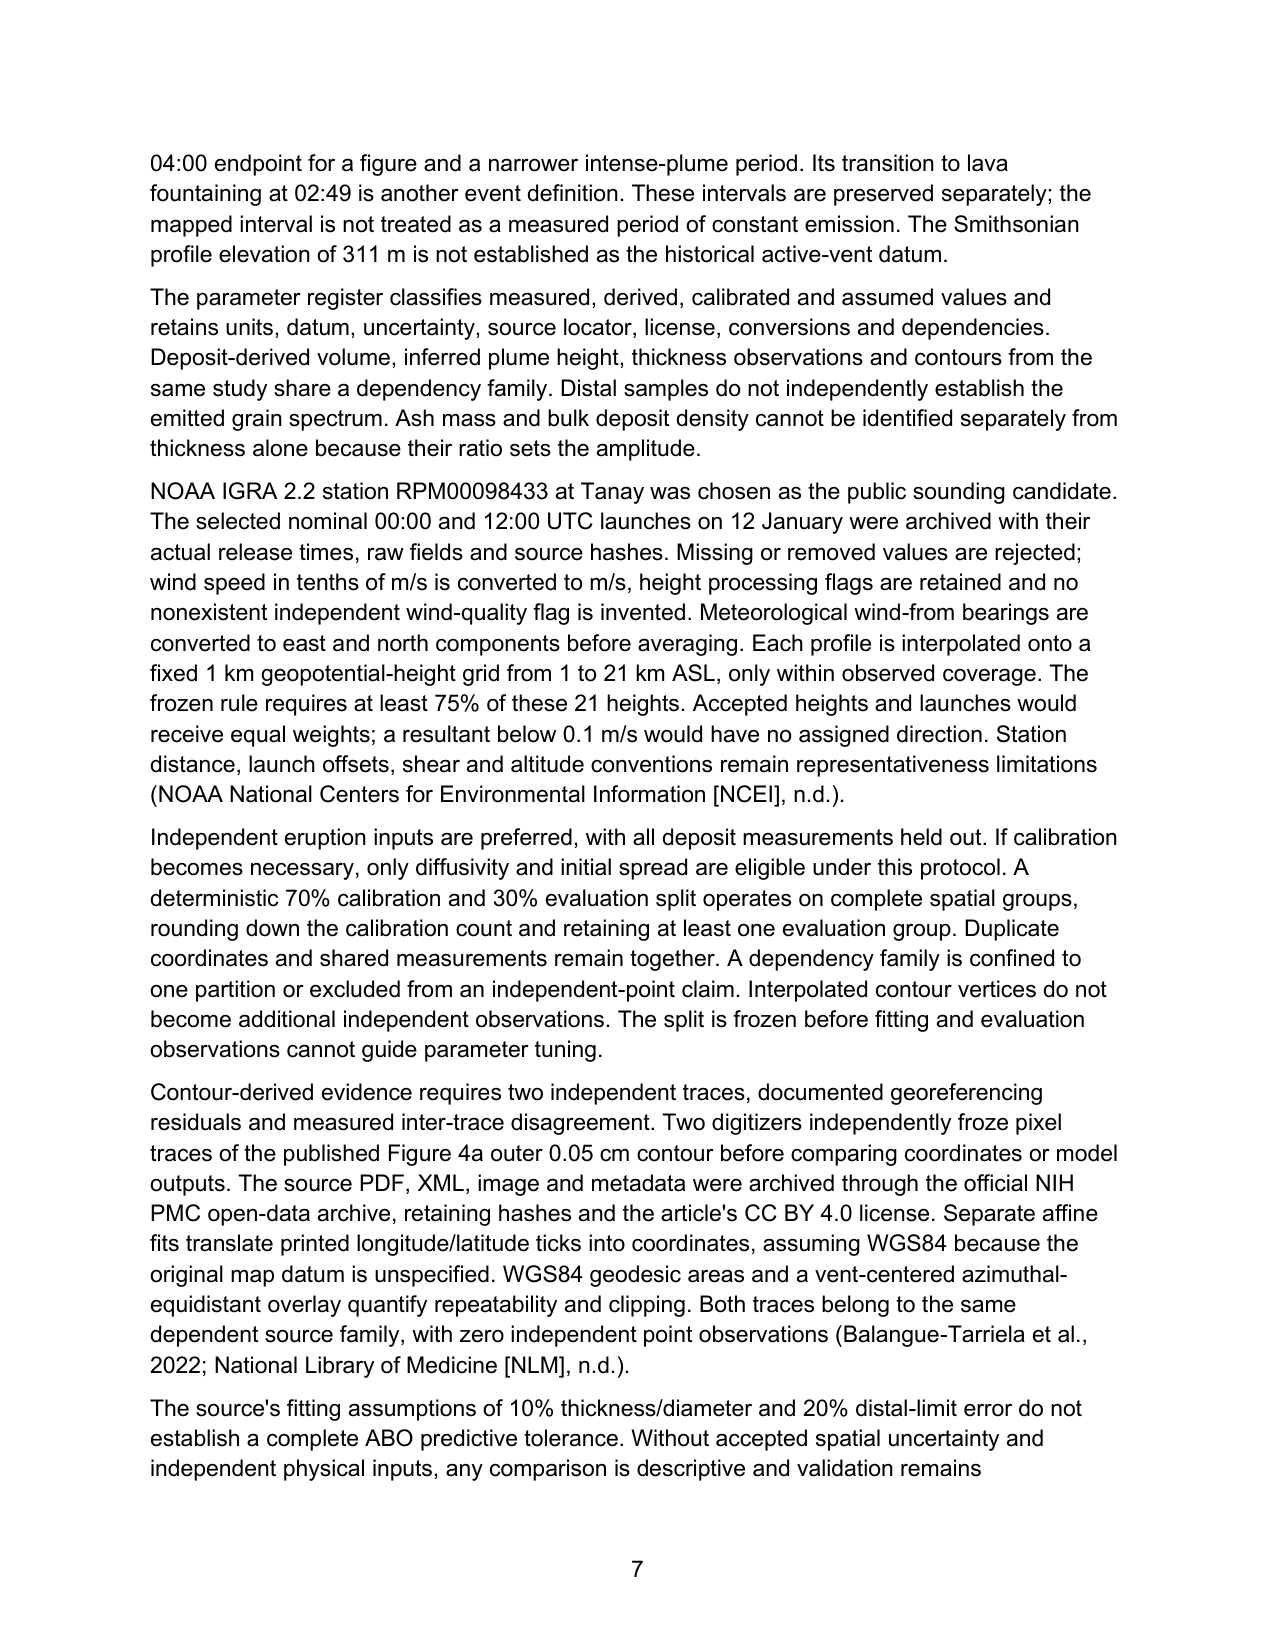 04:00 endpoint for a figure and a narrower intense-plume period. Its transition to lava
fountaining at 02:49 is another event definition. These intervals are preserved separately; the
mapped interval is not treated as a measured period of constant emission. The Smithsonian
profile elevation of 311 m is not established as the historical active-vent datum.
The parameter register classifies measured, derived, calibrated and assumed values and
retains units, datum, uncertainty, source locator, license, conversions and dependencies.
Deposit-derived volume, inferred plume height, thickness observations and contours from the
same study share a dependency family. Distal samples do not independently establish the
emitted grain spectrum. Ash mass and bulk deposit density cannot be identified separately from
thickness alone because their ratio sets the amplitude.
NOAA IGRA 2.2 station RPM00098433 at Tanay was chosen as the public sounding candidate.
The selected nominal 00:00 and 12:00 UTC launches on 12 January were archived with their
actual release times, raw fields and source hashes. Missing or removed values are rejected;
wind speed in tenths of m/s is converted to m/s, height processing flags are retained and no
nonexistent independent wind-quality flag is invented. Meteorological wind-from bearings are
converted to east and north components before averaging. Each profile is interpolated onto a
fixed 1 km geopotential-height grid from 1 to 21 km ASL, only within observed coverage. The
frozen rule requires at least 75% of these 21 heights. Accepted heights and launches would
receive equal weights; a resultant below 0.1 m/s would have no assigned direction. Station
distance, launch offsets, shear and altitude conventions remain representativeness limitations
(NOAA National Centers for Environmental Information [NCEI], n.d.).
Independent eruption inputs are preferred, with all deposit measurements held out. If calibration
becomes necessary, only diffusivity and initial spread are eligible under this protocol. A
deterministic 70% calibration and 30% evaluation split operates on complete spatial groups,
rounding down the calibration count and retaining at least one evaluation group. Duplicate
coordinates and shared measurements remain together. A dependency family is confined to
one partition or excluded from an independent-point claim. Interpolated contour vertices do not
become additional independent observations. The split is frozen before fitting and evaluation
observations cannot guide parameter tuning.
Contour-derived evidence requires two independent traces, documented georeferencing
residuals and measured inter-trace disagreement. Two digitizers independently froze pixel
traces of the published Figure 4a outer 0.05 cm contour before comparing coordinates or model
outputs. The source PDF, XML, image and metadata were archived through the official NIH
PMC open-data archive, retaining hashes and the article's CC BY 4.0 license. Separate affine
fits translate printed longitude/latitude ticks into coordinates, assuming WGS84 because the
original map datum is unspecified. WGS84 geodesic areas and a vent-centered azimuthal-
equidistant overlay quantify repeatability and clipping. Both traces belong to the same
dependent source family, with zero independent point observations (Balangue-Tarriela et al.,
2022; National Library of Medicine [NLM], n.d.).
The source's fitting assumptions of 10% thickness/diameter and 20% distal-limit error do not
establish a complete ABO predictive tolerance. Without accepted spatial uncertainty and
independent physical inputs, any comparison is descriptive and validation remains
7